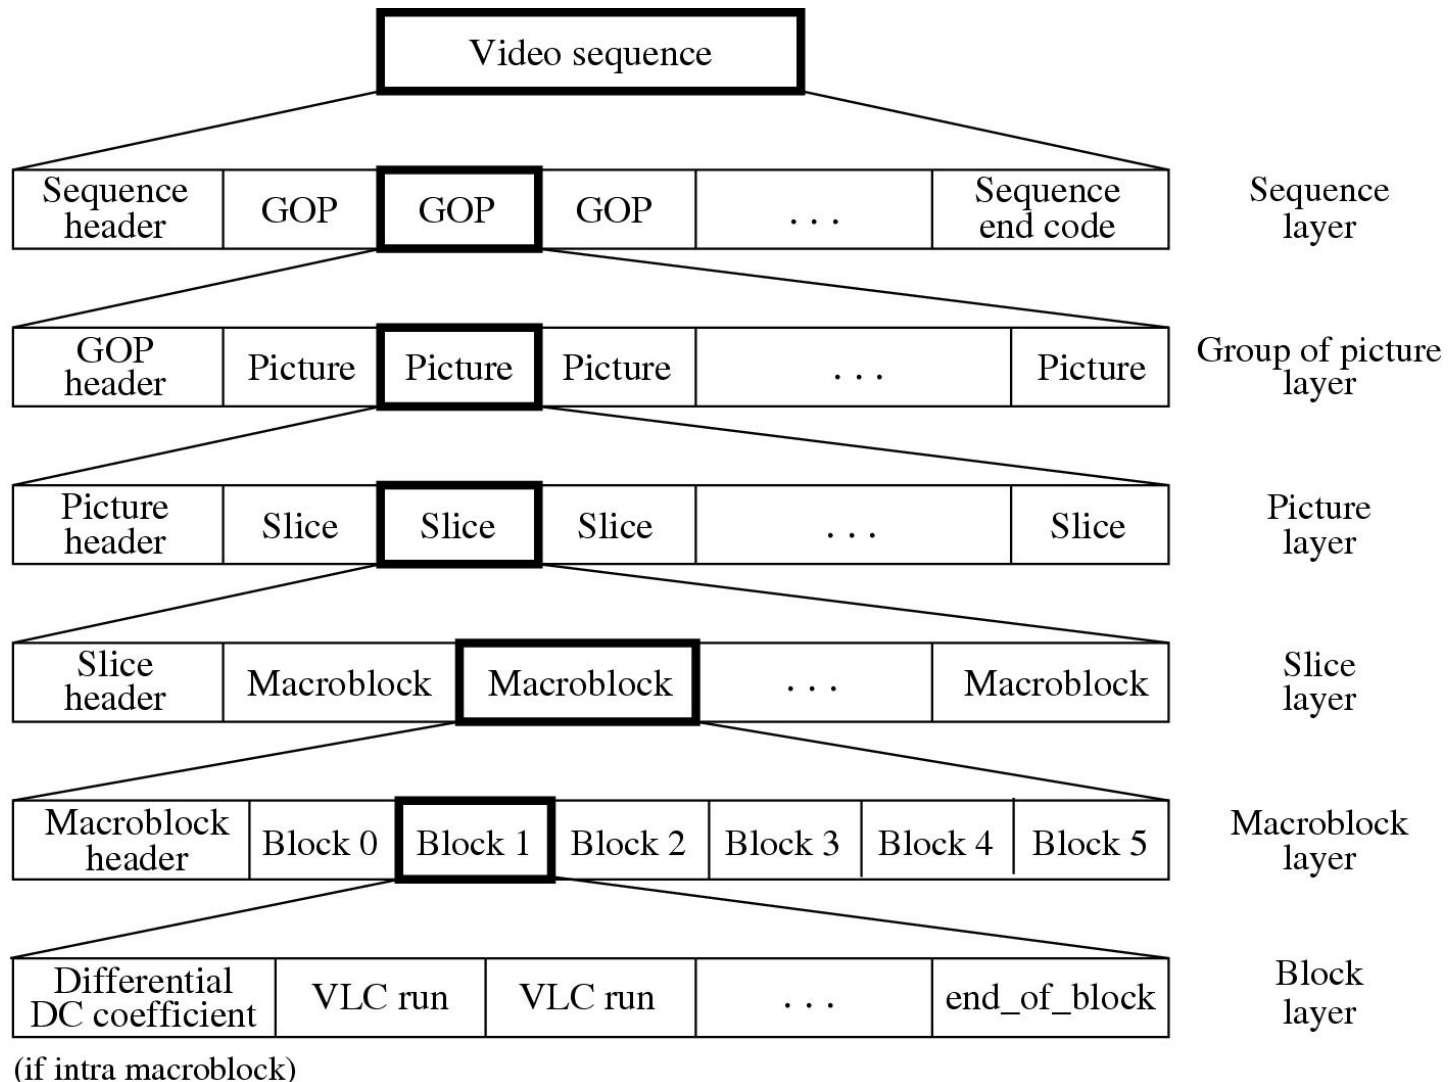 Video sequence
Sequence header GOP GOP GOP . . . Sequence end code Sequence layer
GOP header Picture Picture Picture . . . Picture Group of picture layer
Picture header Slice Slice Slice . . . Slice Picture layer
Slice header Macroblock Macroblock . . . Macroblock Slice layer
Macroblock header Block 0 Block 1 Block 2 Block 3 Block 4 Block 5 Macroblock layer
Differential DC coefficient VLC run VLC run . . . end_of_block Block layer
(if intra macroblock)